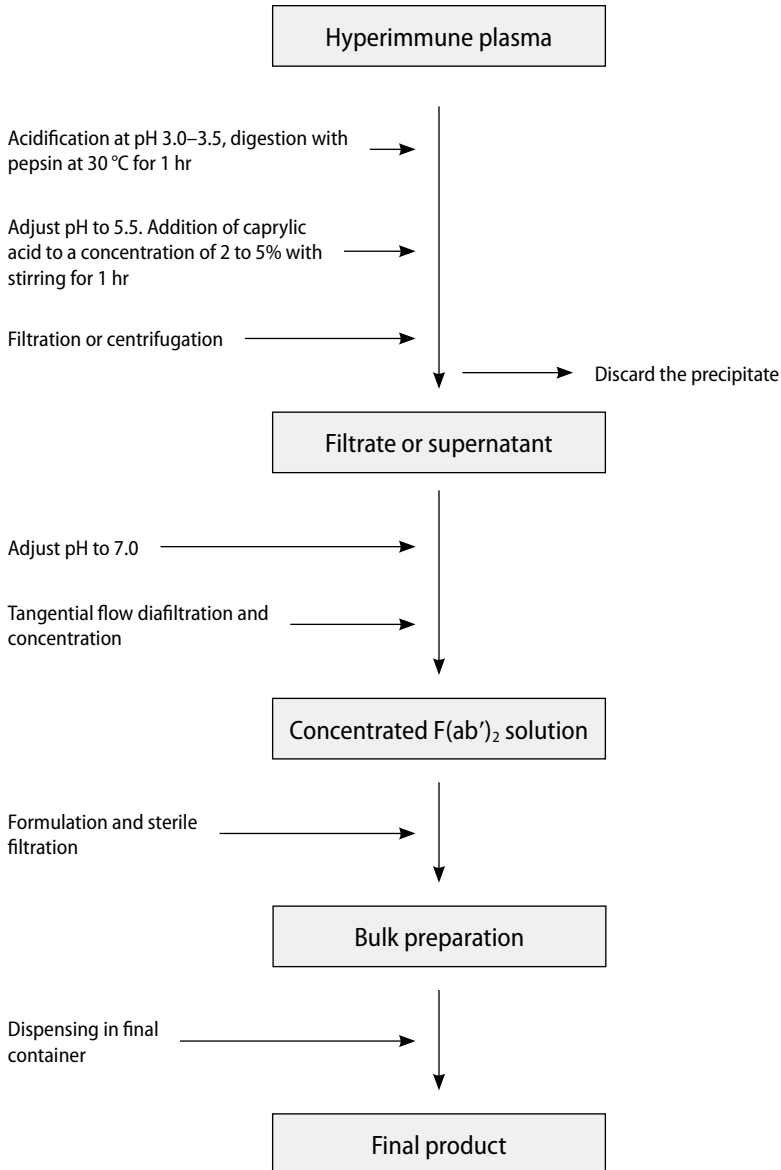 Hyperimmune plasma
Acidification at pH 3.0–3.5, digestion with
pepsin at 30 °C for 1 hr
Adjust pH to 5.5. Addition of caprylic
acid to a concentration of 2 to 5% with
stirring for 1 hr
Filtration or centrifugation
Discard the precipitate
Filtrate or supernatant
Adjust pH to 7.0
Tangential flow diafiltration and
concentration
Concentrated F(ab’)₂ solution
Formulation and sterile
filtration
Bulk preparation
Dispensing in final
container
Final product